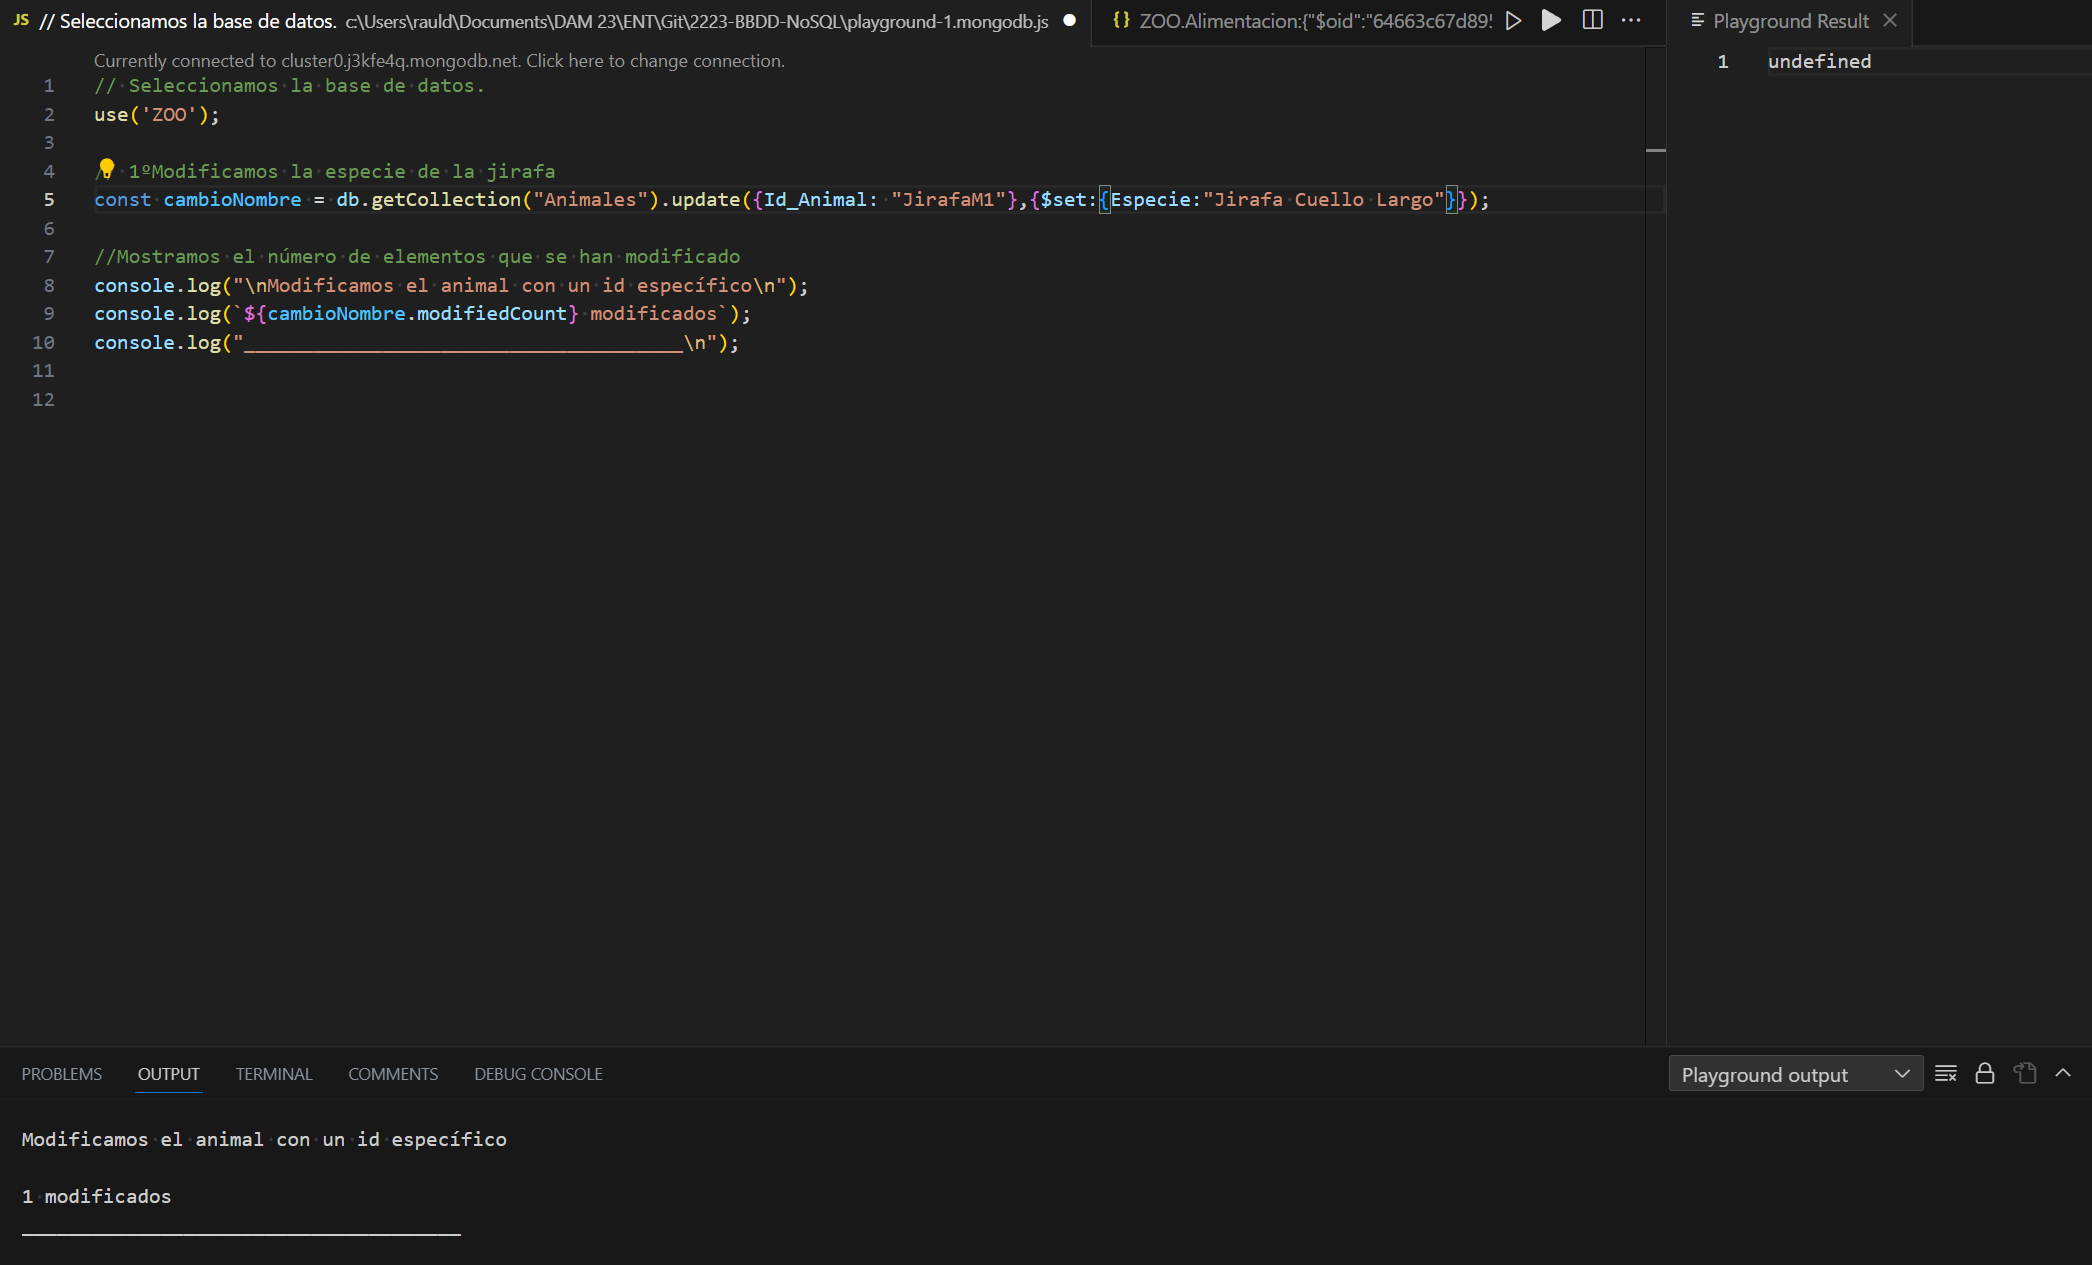 JS // Seleccionamos la base de datos. c:\Users\rauld\Documents\DAM 23\ENT\Git\2223-BBDD-NoSQL\playground-1.mongodb.js
{} ZOO.Alimentacion:{"$oid":"64663c67d89!
Playground Result
Currently connected to cluster0.j3kfe4q.mongodb.net. Click here to change connection.
1 // Seleccionamos la base de datos.
2 use('ZOO');
3
4 / 1ºModificamos la especie de la jirafa
5 const cambioNombre = db.getCollection("Animales").update({Id_Animal: "JirafaM1"},{$set:{Especie:"Jirafa Cuello Largo"}});
6
7 //Mostramos el número de elementos que se han modificado
8 console.log("\nModificamos el animal con un id específico\n");
9 console.log(`${cambioNombre.modifiedCount} modificados`);
10 console.log("______________________________________\n");
11
12
1 undefined
PROBLEMS OUTPUT TERMINAL COMMENTS DEBUG CONSOLE
Playground output
Modificamos el animal con un id específico
1 modificados
______________________________________